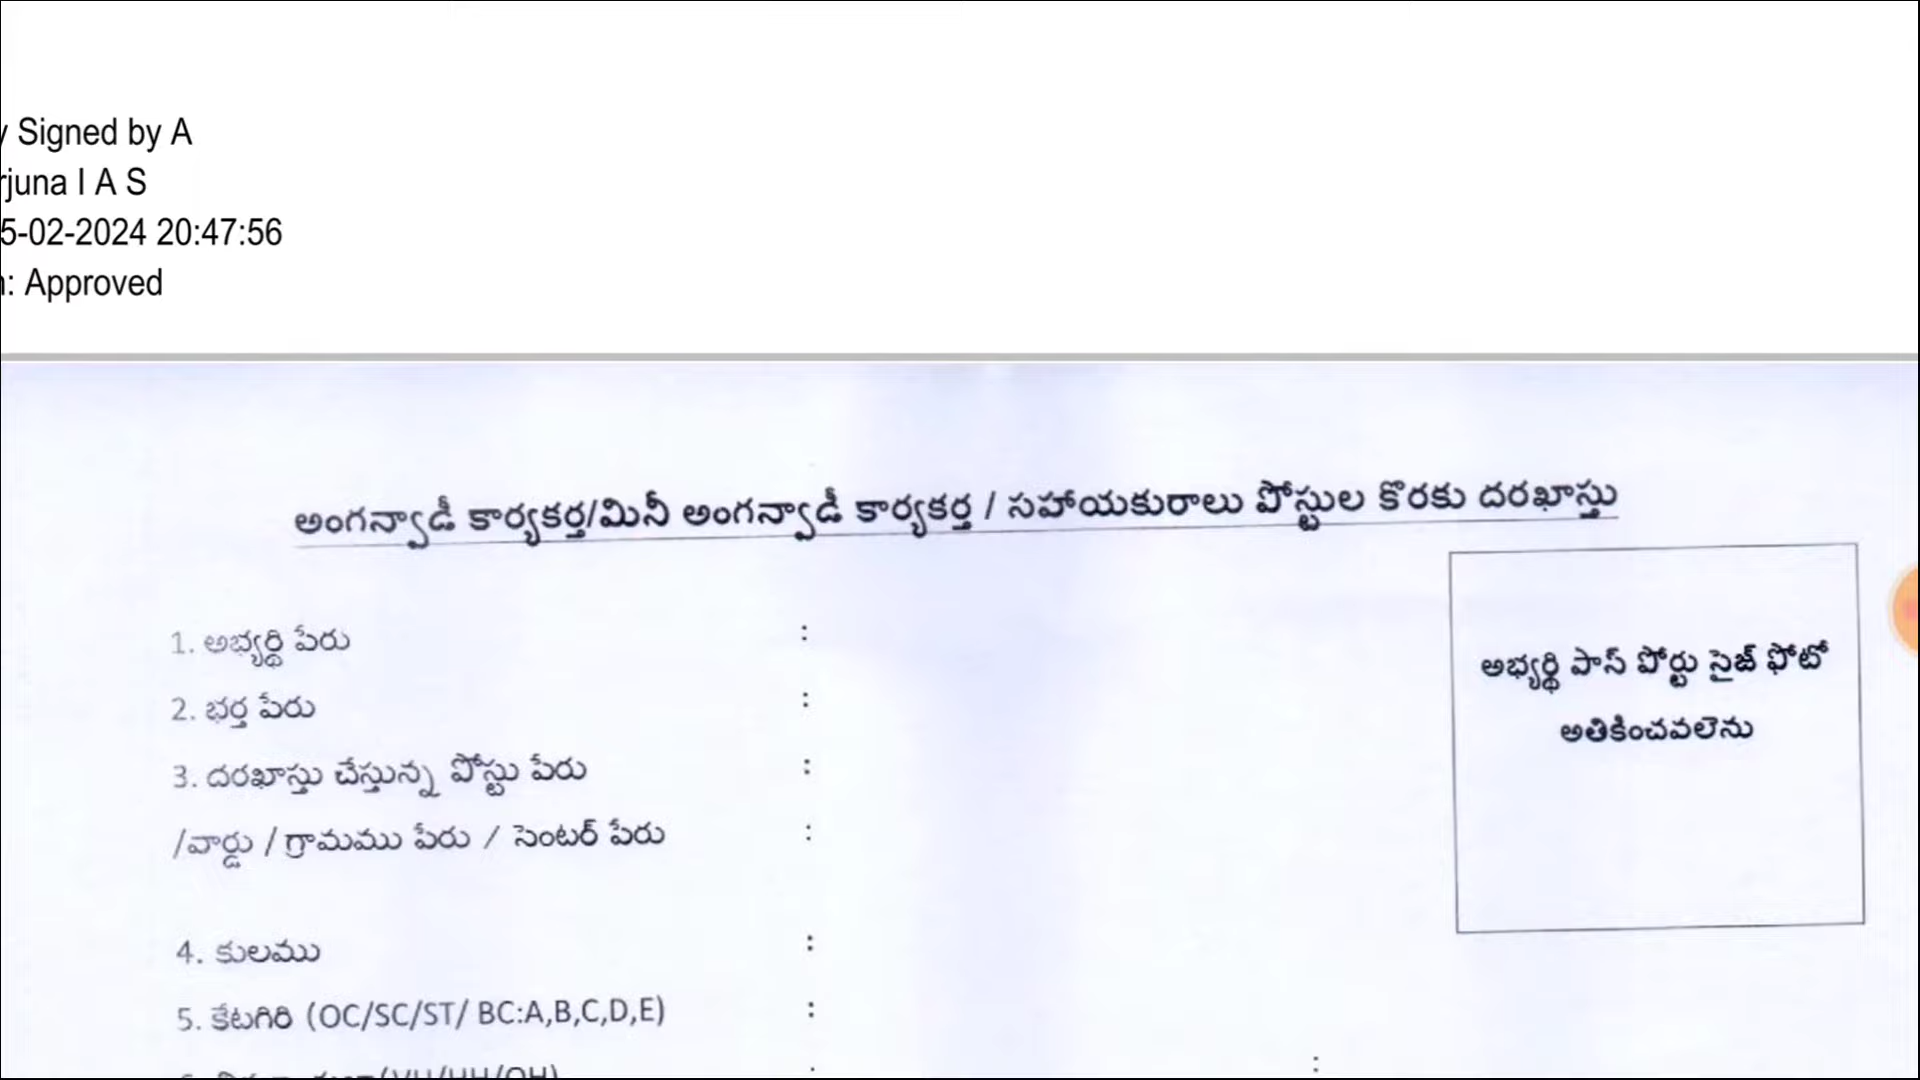 Signed by A
rjuna I A S
5-02-2024 20:47:56
: Approved
అంగన్వాడీ కార్యకర్త/మినీ అంగన్వాడీ కార్యకర్త / సహాయకురాలు పోస్టుల కొరకు దరఖాస్తు
1. అభ్యర్థి పేరు :
2. భర్త పేరు :
3. దరఖాస్తు చేస్తున్న పోస్టు పేరు :
/వార్డు / గ్రామము పేరు / సెంటర్ పేరు :
అభ్యర్థి పాస్ పోర్టు సైజ్ ఫోటో
అతికించవలెను
4. కులము :
5. కేటగిరి (OC/SC/ST/ BC:A,B,C,D,E) :